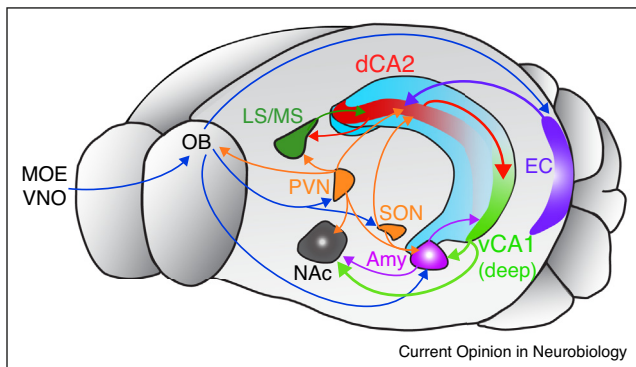 dCA2
LS/MS
OB
EC
MOE
VNO
PVN
SON
NAc
Amy
vCA1
(deep)
Current Opinion in Neurobiology